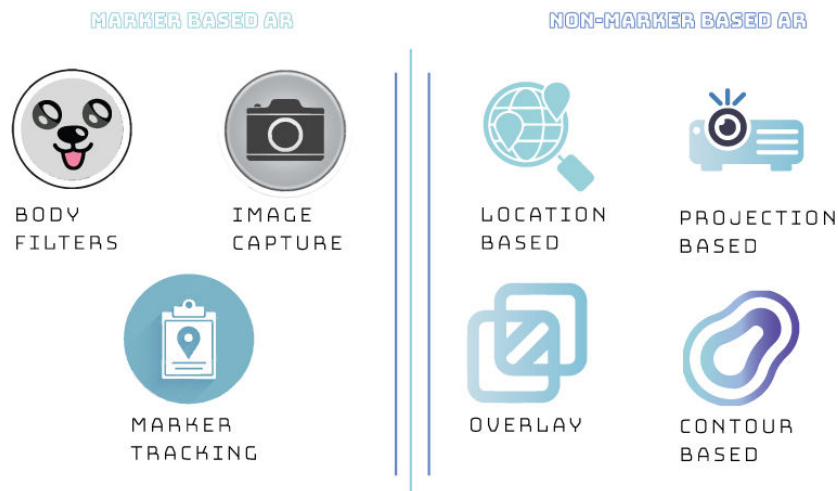 MARKER BASED AR
NON-MARKER BASED AR
BODY
FILTERS
IMAGE
CAPTURE
MARKER
TRACKING
LOCATION
BASED
PROJECTION
BASED
OVERLAY
CONTOUR
BASED